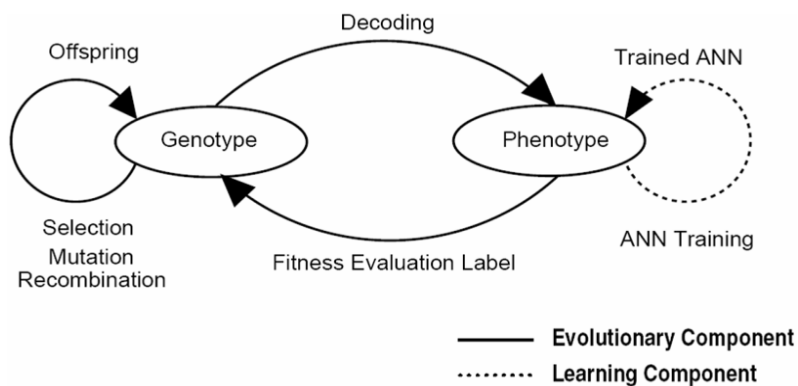 Decoding
Offspring
Trained ANN
Genotype
Phenotype
Selection
Mutation
Recombination
ANN Training
Fitness Evaluation Label
Evolutionary Component
Learning Component